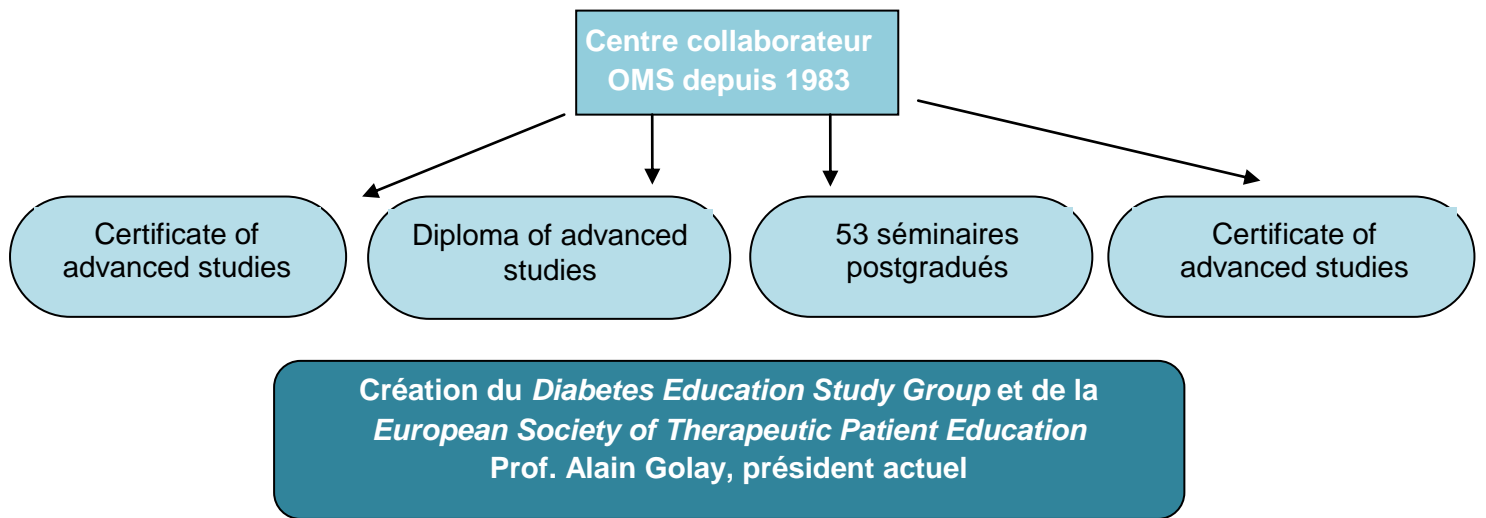 Centre collaborateur
OMS depuis 1983
Certificate of
advanced studies
Diploma of advanced
studies
53 séminaires
postgradués
Certificate of
advanced studies
Création du Diabetes Education Study Group et de la
European Society of Therapeutic Patient Education
Prof. Alain Golay, président actuel